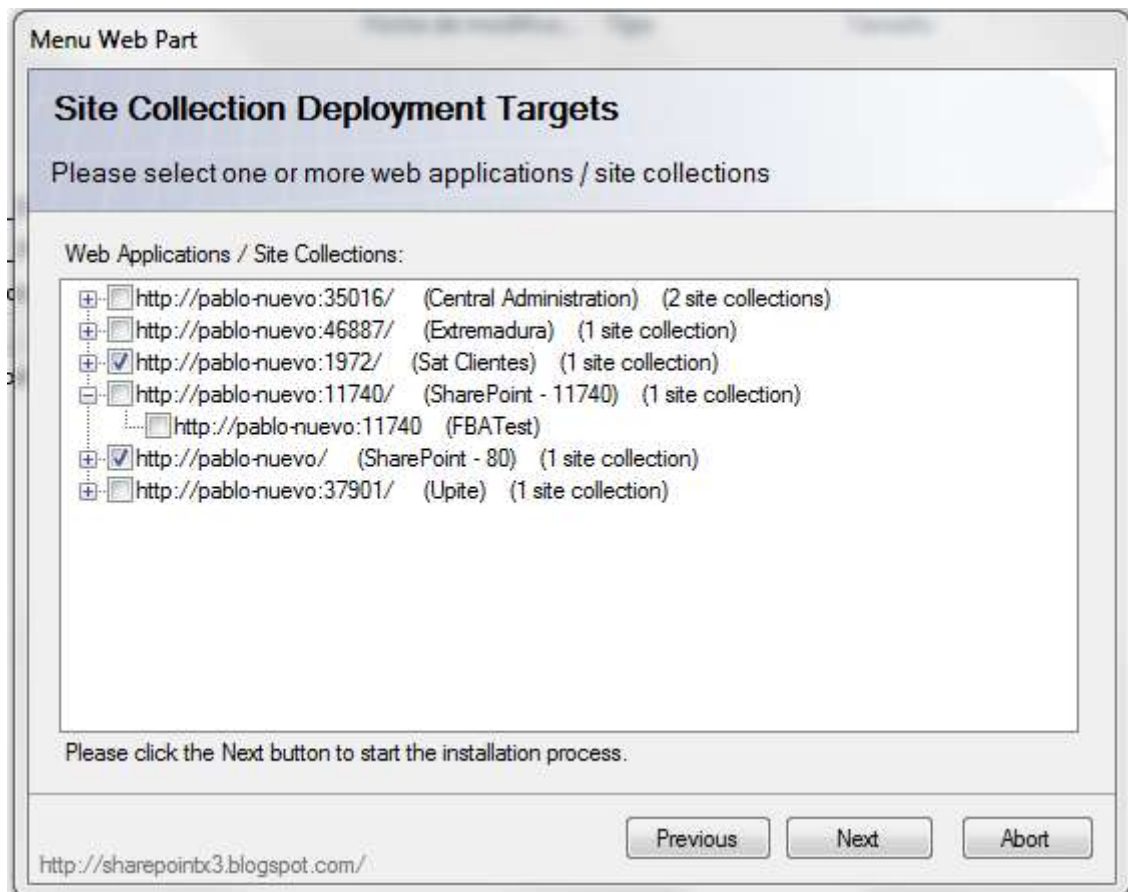 Menu Web Part
Site Collection Deployment Targets
Please select one or more web applications / site collections
Web Applications / Site Collections:
http://pablo-nuevo:35016/ (Central Administration) (2 site collections)
http://pablo-nuevo:46887/ (Extremadura) (1 site collection)
http://pablo-nuevo:1972/ (Sat Clientes) (1 site collection)
http://pablo-nuevo:11740/ (SharePoint - 11740) (1 site collection)
http://pablo-nuevo:11740 (FBATest)
http://pablo-nuevo/ (SharePoint - 80) (1 site collection)
http://pablo-nuevo:37901/ (Upite) (1 site collection)
Please click the Next button to start the installation process.
Previous Next Abort
http://sharepointx3.blogspot.com/